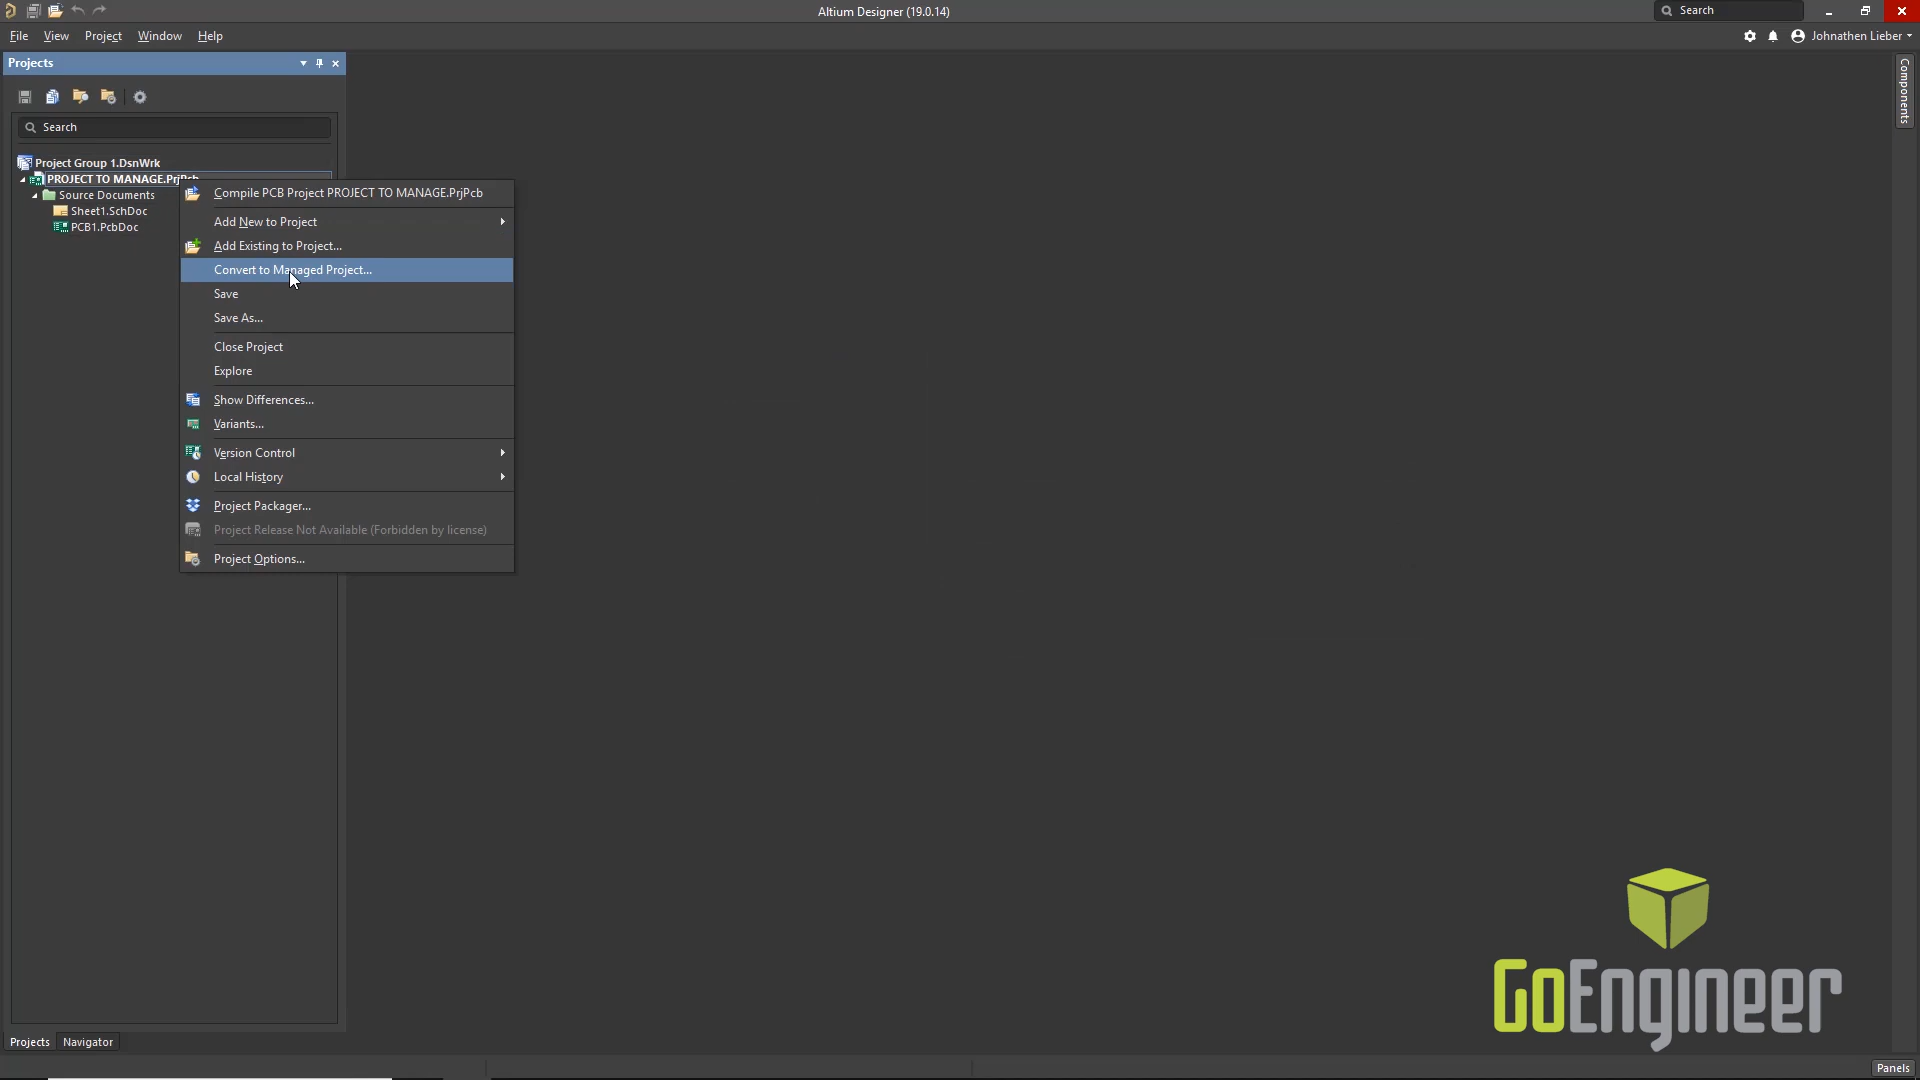 Altium Designer (19.0.14)
Search
File View Project Window Help
Johnathen Lieber
Projects
Components
Search
Project Group 1.DsnWrk
PROJECT TO MANAGE.PrjPcb
Source Documents
Sheet1.SchDoc
PCB1.PcbDoc
Compile PCB Project PROJECT TO MANAGE.PrjPcb
Add New to Project
Add Existing to Project...
Convert to Managed Project...
Save
Save As...
Close Project
Explore
Show Differences...
Variants...
Version Control
Local History
Project Packager...
Project Release Not Available (Forbidden by license)
Project Options...
GoEngineer
Projects Navigator
Panels